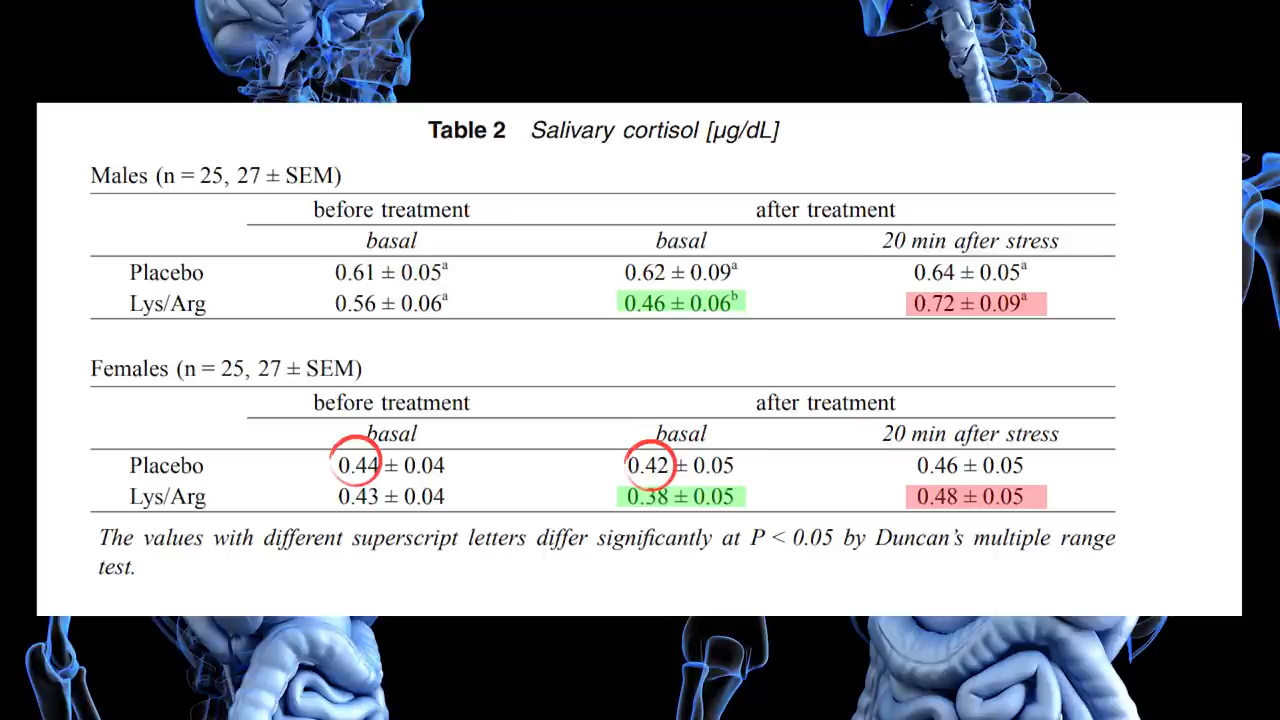 Table 2 Salivary cortisol [µg/dL]
Males (n = 25, 27 ± SEM)
before treatment after treatment
basal basal 20 min after stress
Placebo 0.61 ± 0.05ᵃ 0.62 ± 0.09ᵃ 0.64 ± 0.05ᵃ
Lys/Arg 0.56 ± 0.06ᵃ 0.46 ± 0.06ᵇ 0.72 ± 0.09ᵃ
Females (n = 25, 27 ± SEM)
before treatment after treatment
basal basal 20 min after stress
Placebo 0.44 ± 0.04 0.42 ± 0.05 0.46 ± 0.05
Lys/Arg 0.43 ± 0.04 0.38 ± 0.05 0.48 ± 0.05
The values with different superscript letters differ significantly at P < 0.05 by Duncan's multiple range
test.